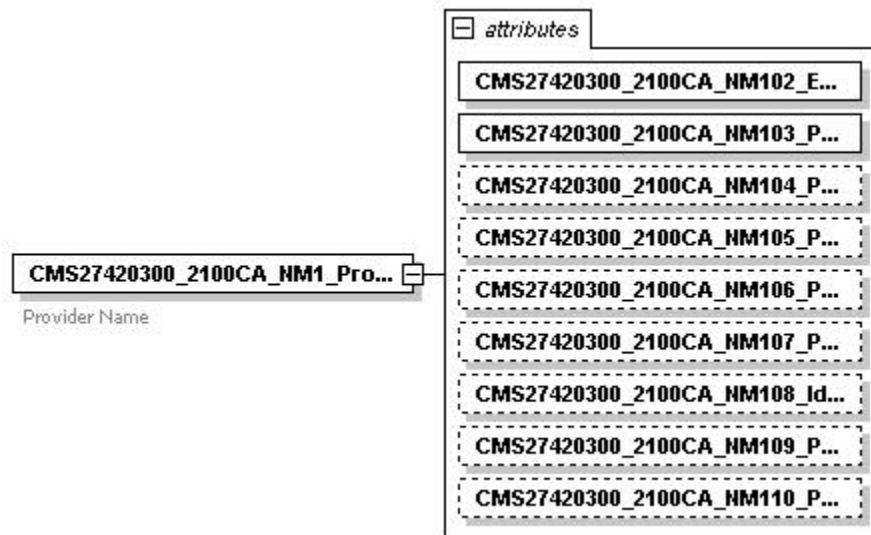 attributes
CMS27420300_2100CA_NM102_E...
CMS27420300_2100CA_NM103_P...
CMS27420300_2100CA_NM104_P...
CMS27420300_2100CA_NM105_P...
CMS27420300_2100CA_NM1_Pro...
Provider Name
CMS27420300_2100CA_NM106_P...
CMS27420300_2100CA_NM107_P...
CMS27420300_2100CA_NM108_Id...
CMS27420300_2100CA_NM109_P...
CMS27420300_2100CA_NM110_P...